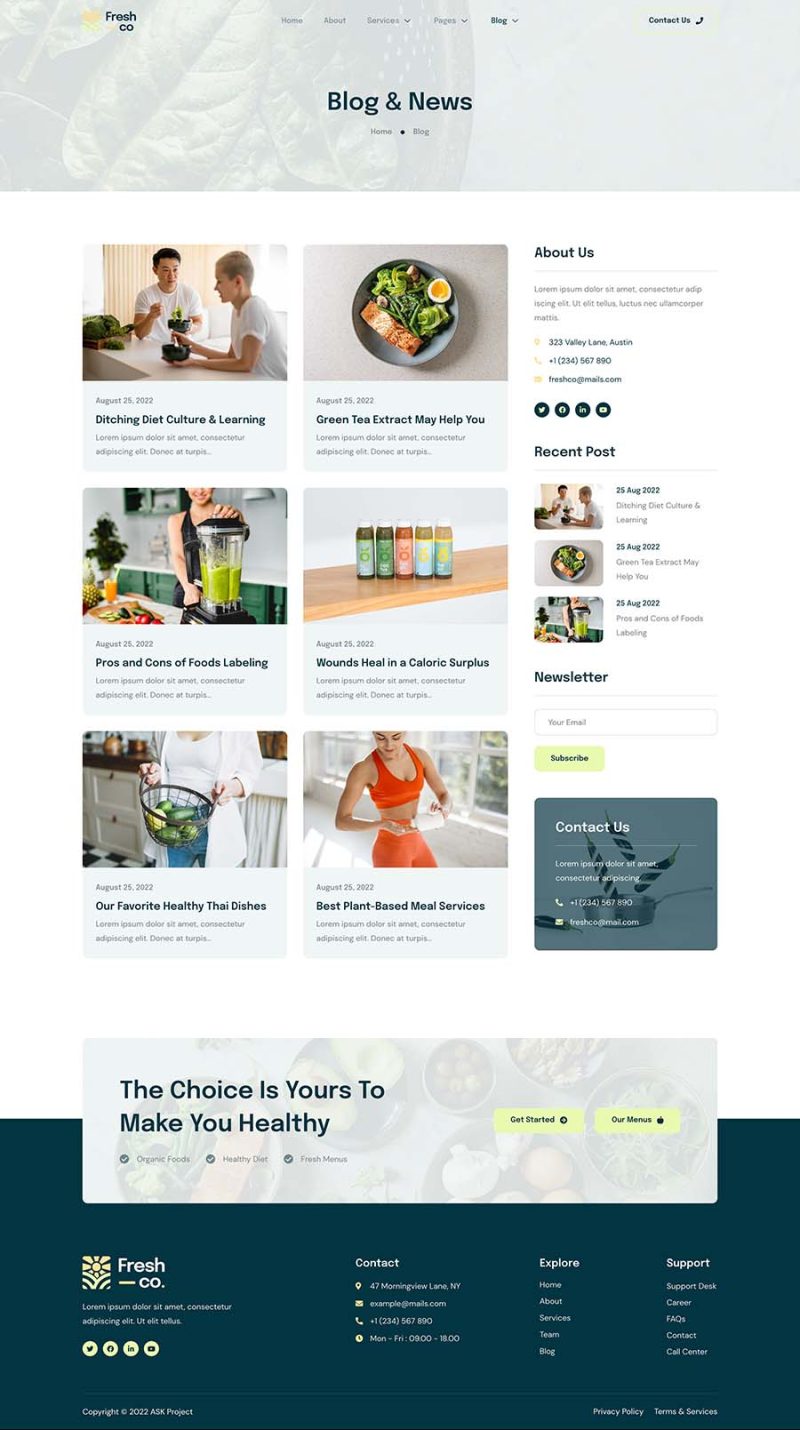 Fresh
co
Home
About
Services
Pages
Blog
Contact Us
Blog & News
Home
Blog
August 25, 2022
Ditching Diet Culture & Learning
Lorem ipsum dolor sit amet, consectetur
adipiscing elit. Donec at turpis...
August 25, 2022
Green Tea Extract May Help You
Lorem ipsum dolor sit amet, consectetur
adipiscing elit. Donec at turpis...
August 25, 2022
Pros and Cons of Foods Labeling
Lorem ipsum dolor sit amet, consectetur
adipiscing elit. Donec at turpis...
August 25, 2022
Wounds Heal in a Caloric Surplus
Lorem ipsum dolor sit amet, consectetur
adipiscing elit. Donec at turpis...
August 25, 2022
Our Favorite Healthy Thai Dishes
Lorem ipsum dolor sit amet, consectetur
adipiscing elit. Donec at turpis...
August 25, 2022
Best Plant-Based Meal Services
Lorem ipsum dolor sit amet, consectetur
adipiscing elit. Donec at turpis...
About Us
Lorem ipsum dolor sit amet, consectetur adip
iscing elit. Ut elit tellus, luctus nec ullamcorper
mattis.
323 Valley Lane, Austin
+1 (234) 567 890
freshco@mails.com
Recent Post
25 Aug 2022
Ditching Diet Culture &
Learning
25 Aug 2022
Green Tea Extract May
Help You
25 Aug 2022
Pros and Cons of Foods
Labeling
Newsletter
Your Email
Subscribe
Contact Us
Lorem ipsum dolor sit amet,
consectetur adipiscing.
+1 (234) 567 890
freshco@mail.com
The Choice Is Yours To
Make You Healthy
Organic Foods
Healthy Diet
Fresh Menus
Get Started
Our Menus
Fresh
co.
Lorem ipsum dolor sit amet, consectetur
adipiscing elit. Ut elit tellus.
Contact
47 Morningview Lane, NY
example@mails.com
+1 (234) 567 890
Mon - Fri : 09.00 - 18.00
Explore
Home
About
Services
Team
Blog
Support
Support Desk
Career
FAQs
Contact
Call Center
Copyright © 2022 ASK Project
Privacy Policy
Terms & Services